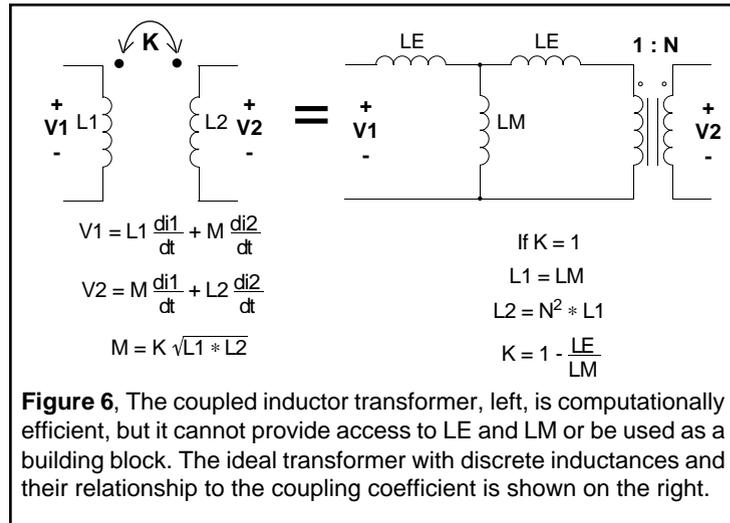 K
LE LE 1 : N
+ + + +
V1 L1 L2 V2 = V1 LM V2
- - - -
V1 = L1 di1/dt + M di2/dt
V2 = M di1/dt + L2 di2/dt
M = K √L1 * L2
If K = 1
L1 = LM
L2 = N² * L1
K = 1 - LE/LM
Figure 6, The coupled inductor transformer, left, is computationally
efficient, but it cannot provide access to LE and LM or be used as a
building block. The ideal transformer with discrete inductances and
their relationship to the coupling coefficient is shown on the right.